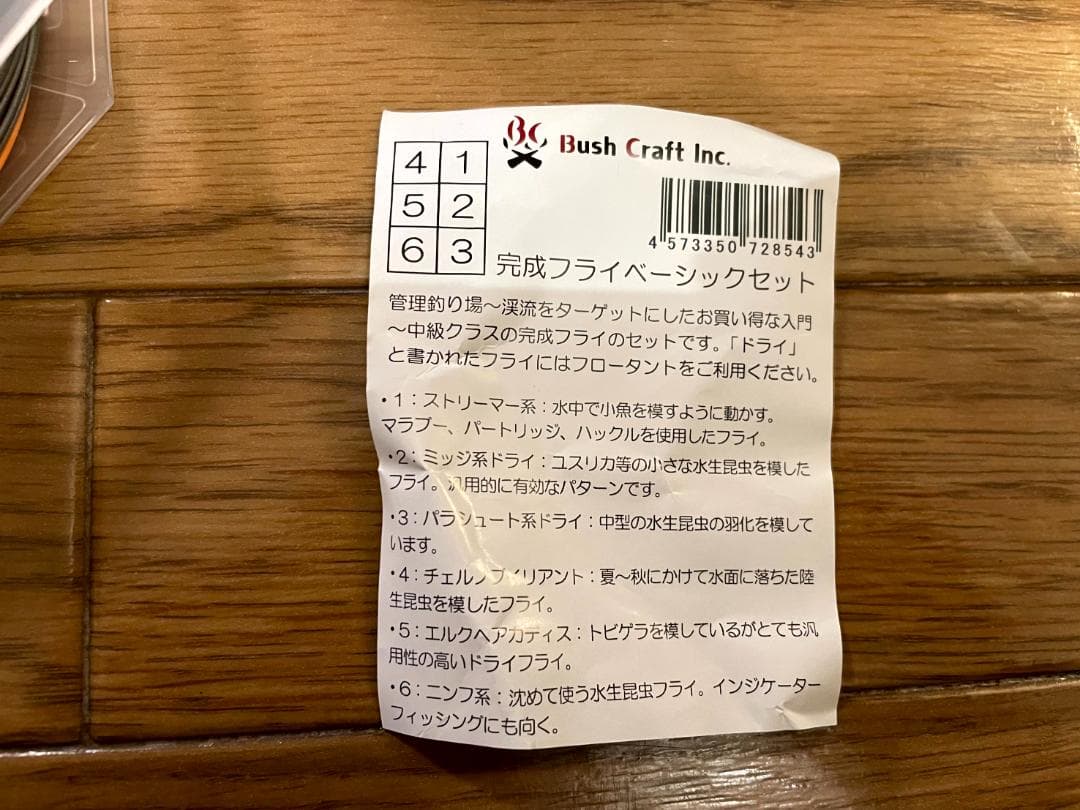 BC Bush Craft Inc.
4 1
5 2
6 3
4 573350 728543
完成フライベーシックセット
管理釣り場～渓流をターゲットにしたお買い得な入門
～中級クラスの完成フライのセットです。「ドライ」
と書かれたフライにはフロータントをご利用ください。
・1：ストリーマー系：水中で小魚を模すように動かす。
マラブー、パートリッジ、ハックルを使用したフライ。
・2：ミッジ系ドライ：ユスリカ等の小さな水生昆虫を模した
フライ。汎用的に有効なパターンです。
・3：パラシュート系ドライ：中型の水生昆虫の羽化を模して
います。
・4：チェルノブイリアント：夏～秋にかけて水面に落ちた陸
生昆虫を模したフライ。
・5：エルクヘアカディス：トビゲラを模しているがとても汎
用性の高いドライフライ。
・6：ニンフ系：沈めて使う水生昆虫フライ。インジケーター
フィッシングにも向く。